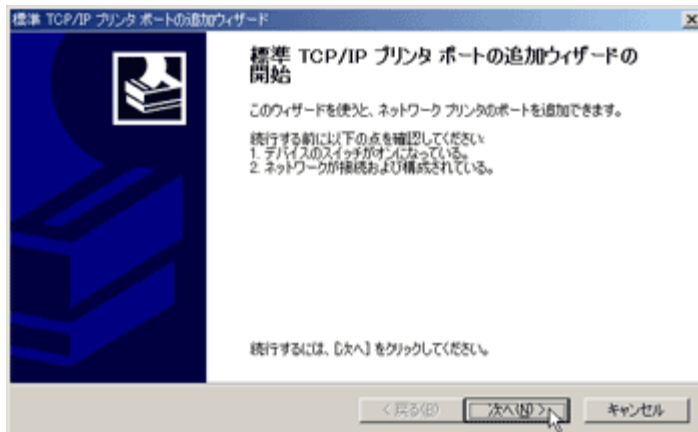 標準 TCP/IP プリンタ ポートの追加ウィザード
標準 TCP/IP プリンタ ポートの追加ウィザードの
開始
このウィザードを使うと、ネットワーク プリンタのポートを追加できます。
続行する前に以下の点を確認してください:
1. デバイスのスイッチがオンになっている。
2. ネットワークが接続および構成されている。
続行するには、[次へ] をクリックしてください。
< 戻る(B)
次へ(N) >
キャンセル